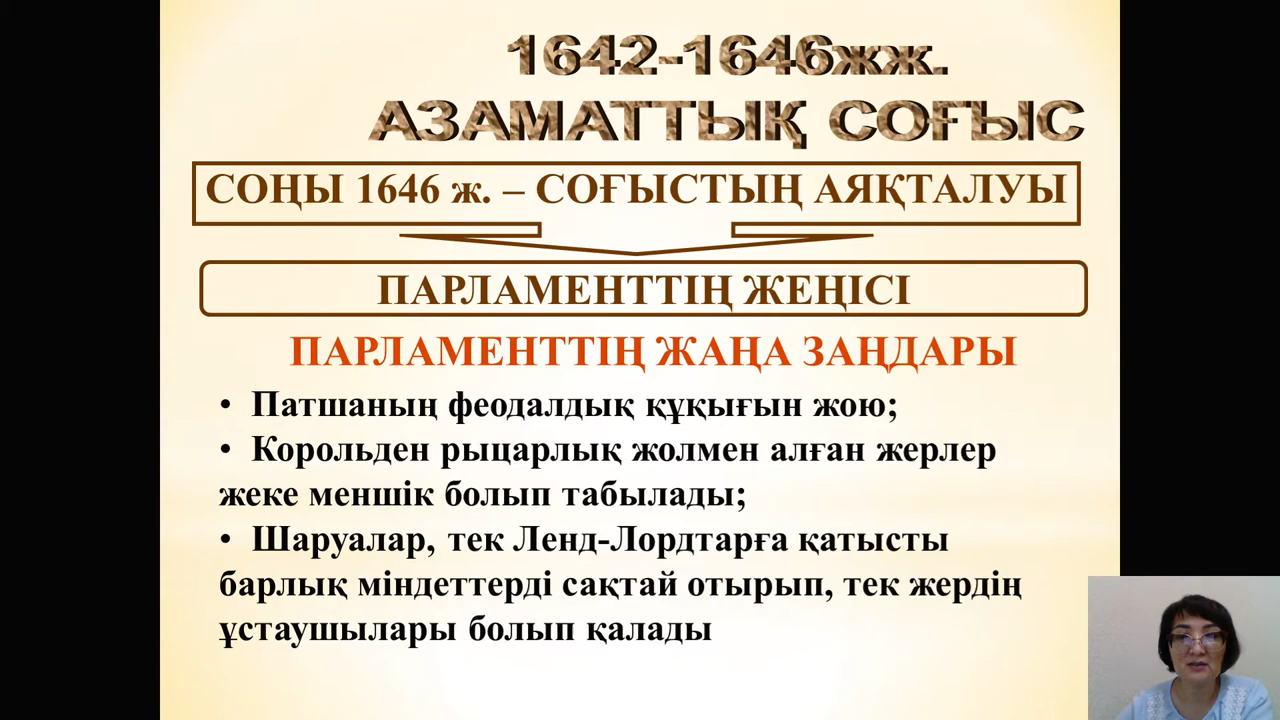 1642-1646жж.
АЗАМАТТЫҚ СОҒЫС
СОҢЫ 1646 ж. – СОҒЫСТЫҢ АЯҚТАЛУЫ
ПАРЛАМЕНТТІҢ ЖЕҢІСІ
ПАРЛАМЕНТТІҢ ЖАҢА ЗАҢДАРЫ
• Патшаның феодалдық құқығын жою;
• Корольден рыцарлық жолмен алған жерлер
жеке меншік болып табылады;
• Шаруалар, тек Ленд-Лордтарға қатысты
барлық міндеттерді сақтай отырып, тек жердің
ұстаушылары болып қалады